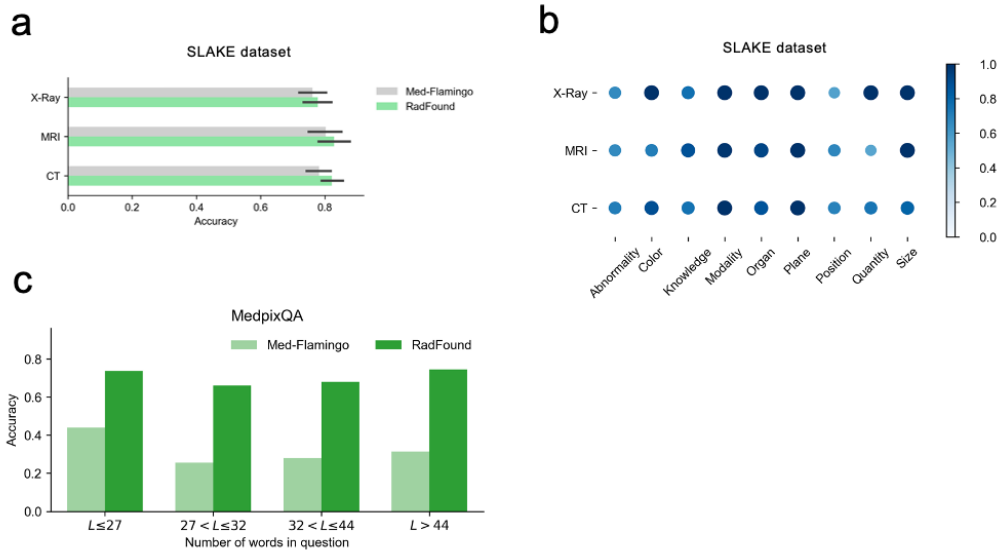 a
SLAKE dataset
X-Ray
MRI
CT
0.0 0.2 0.4 0.6 0.8
Accuracy
Med-Flamingo
RadFound
b
SLAKE dataset
X-Ray
MRI
CT
Abnormality Color Knowledge Modality Organ Plane Position Quantity Size
1.0
0.8
0.6
0.4
0.2
0.0
c
MedpixQA
Med-Flamingo RadFound
Accuracy
0.8
0.6
0.4
0.2
0.0
L≤27 27 < L≤32 32 < L≤44 L > 44
Number of words in question